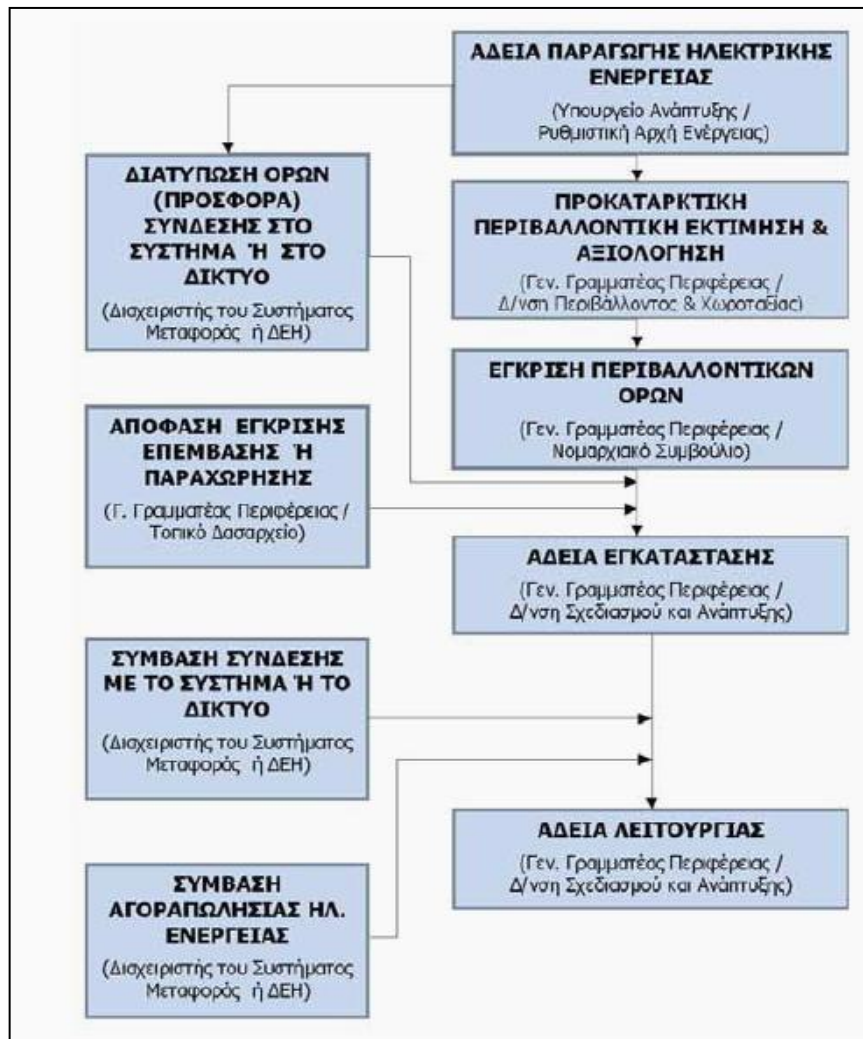 ΑΔΕΙΑ ΠΑΡΑΓΩΓΗΣ ΗΛΕΚΤΡΙΚΗΣ
ΕΝΕΡΓΕΙΑΣ
(Υπουργείο Ανάπτυξης /
Ρυθμιστική Αρχή Ενέργειας)
ΔΙΑΤΥΠΩΣΗ ΟΡΩΝ
(ΠΡΟΣΦΟΡΑ)
ΣΥΝΔΕΣΗΣ ΣΤΟ
ΣΥΣΤΗΜΑ Ή ΣΤΟ
ΔΙΚΤΥΟ
(Διαχειριστής του Συστήματος
Μεταφοράς ή ΔΕΗ)
ΠΡΟΚΑΤΑΡΚΤΙΚΗ
ΠΕΡΙΒΑΛΛΟΝΤΙΚΗ ΕΚΤΙΜΗΣΗ &
ΑΞΙΟΛΟΓΗΣΗ
(Γεν. Γραμματέας Περιφέρειας /
Δ/νση Περιβάλλοντος & Χωροταξίας)
ΕΓΚΡΙΣΗ ΠΕΡΙΒΑΛΛΟΝΤΙΚΩΝ
ΟΡΩΝ
(Γεν. Γραμματέας Περιφέρειας /
Νομαρχιακό Συμβούλιο)
ΑΠΟΦΑΣΗ ΕΓΚΡΙΣΗΣ
ΕΠΕΜΒΑΣΗΣ Ή
ΠΑΡΑΧΩΡΗΣΗΣ
(Γ. Γραμματέας Περιφέρειας /
Τοπικό Δασαρχείο)
ΑΔΕΙΑ ΕΓΚΑΤΑΣΤΑΣΗΣ
(Γεν. Γραμματέας Περιφέρειας /
Δ/νση Σχεδιασμού και Ανάπτυξης)
ΣΥΜΒΑΣΗ ΣΥΝΔΕΣΗΣ
ΜΕ ΤΟ ΣΥΣΤΗΜΑ Ή ΤΟ
ΔΙΚΤΥΟ
(Διαχειριστής του Συστήματος
Μεταφοράς ή ΔΕΗ)
ΑΔΕΙΑ ΛΕΙΤΟΥΡΓΙΑΣ
(Γεν. Γραμματέας Περιφέρειας /
Δ/νση Σχεδιασμού και Ανάπτυξης)
ΣΥΜΒΑΣΗ
ΑΓΟΡΑΠΩΛΗΣΙΑΣ ΗΛ.
ΕΝΕΡΓΕΙΑΣ
(Διαχειριστής του Συστήματος
Μεταφοράς ή ΔΕΗ)